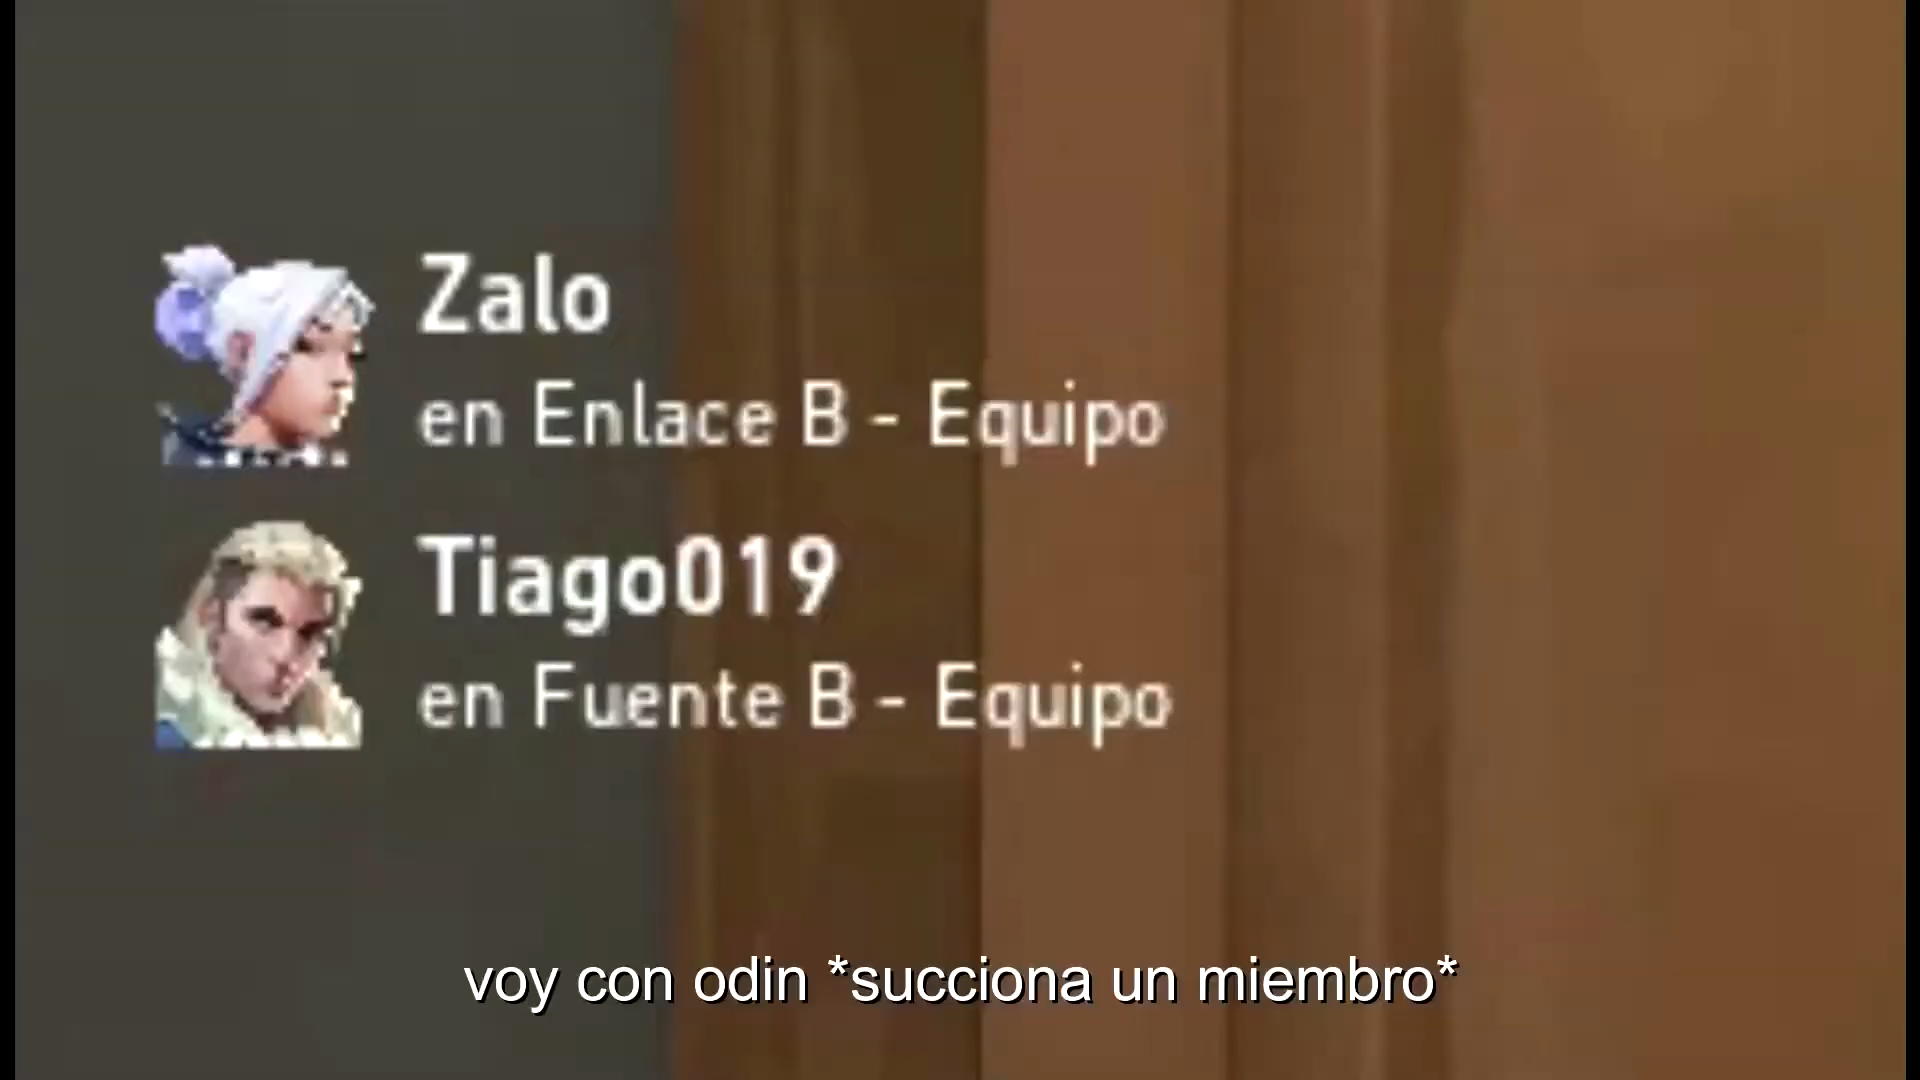 Zalo
en Enlace B - Equipo
Tiago019
en Fuente B - Equipo
voy con odin *succiona un miembro*